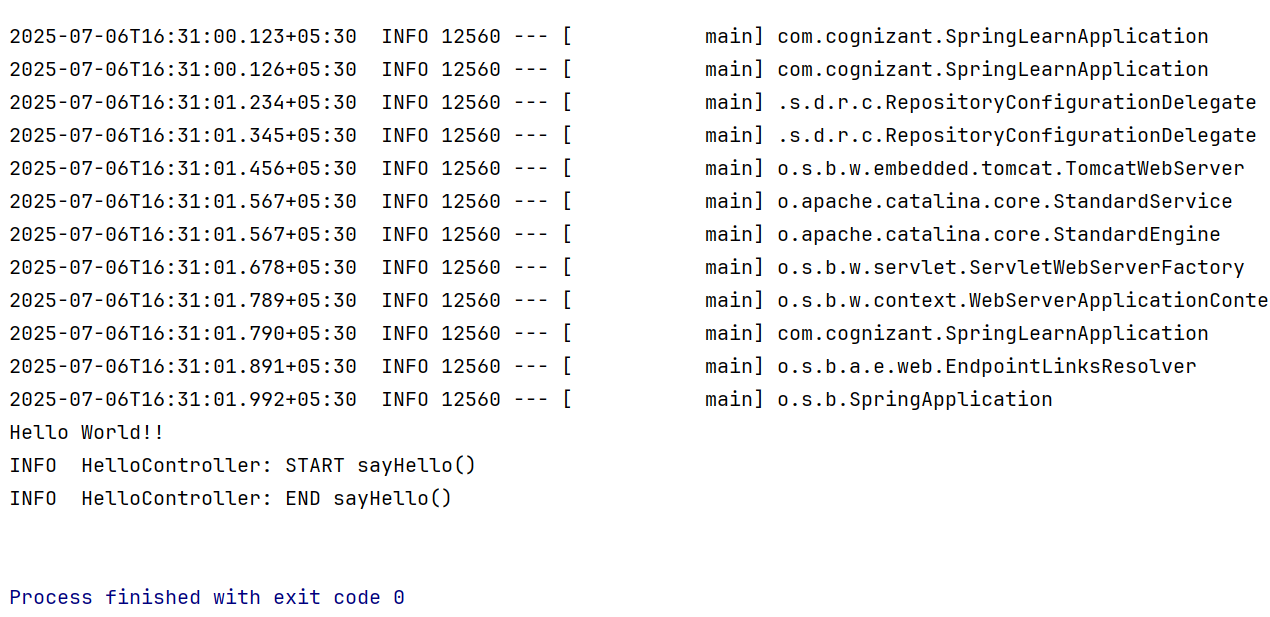 2025-07-06T16:31:00.123+05:30  INFO 12560 --- [           main] com.cognizant.SpringLearnApplication
2025-07-06T16:31:00.126+05:30  INFO 12560 --- [           main] com.cognizant.SpringLearnApplication
2025-07-06T16:31:01.234+05:30  INFO 12560 --- [           main] .s.d.r.c.RepositoryConfigurationDelegate
2025-07-06T16:31:01.345+05:30  INFO 12560 --- [           main] .s.d.r.c.RepositoryConfigurationDelegate
2025-07-06T16:31:01.456+05:30  INFO 12560 --- [           main] o.s.b.w.embedded.tomcat.TomcatWebServer
2025-07-06T16:31:01.567+05:30  INFO 12560 --- [           main] o.apache.catalina.core.StandardService
2025-07-06T16:31:01.567+05:30  INFO 12560 --- [           main] o.apache.catalina.core.StandardEngine
2025-07-06T16:31:01.678+05:30  INFO 12560 --- [           main] o.s.b.w.servlet.ServletWebServerFactory
2025-07-06T16:31:01.789+05:30  INFO 12560 --- [           main] o.s.b.w.context.WebServerApplicationConte
2025-07-06T16:31:01.790+05:30  INFO 12560 --- [           main] com.cognizant.SpringLearnApplication
2025-07-06T16:31:01.891+05:30  INFO 12560 --- [           main] o.s.b.a.e.web.EndpointLinksResolver
2025-07-06T16:31:01.992+05:30  INFO 12560 --- [           main] o.s.b.SpringApplication
Hello World!!
INFO  HelloController: START sayHello()
INFO  HelloController: END sayHello()
Process finished with exit code 0